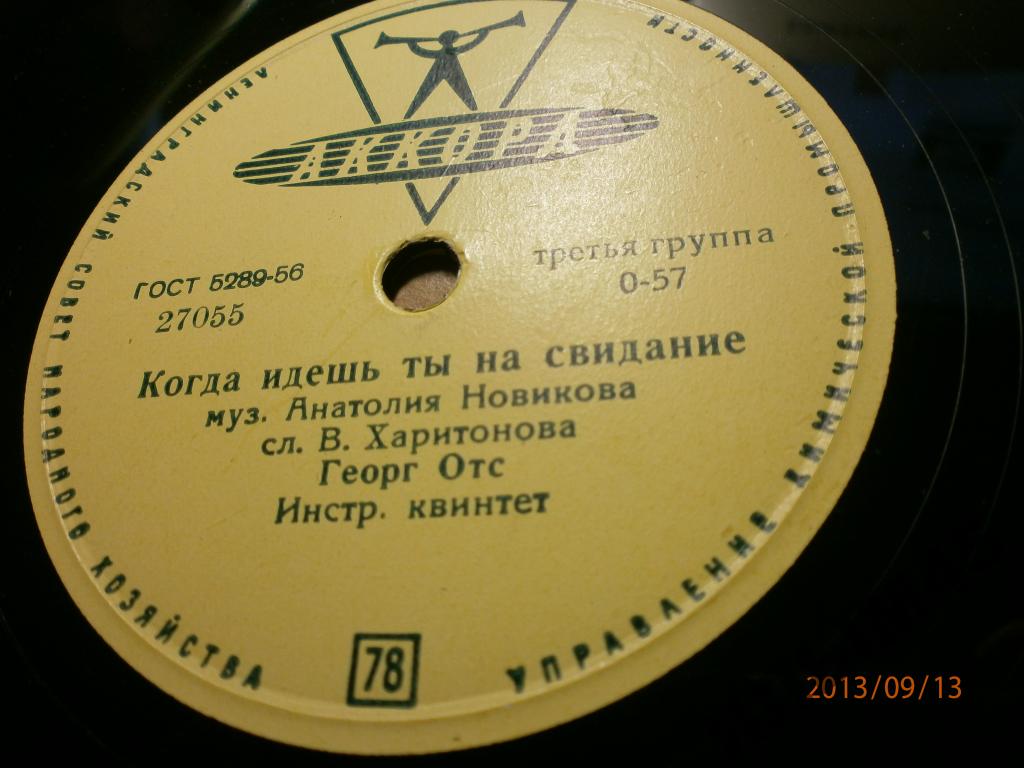 АККОРД
ЛЕНИНГРАДСКИЙ СОВЕТ НАРОДНОГО ХОЗЯЙСТВА
УПРАВЛЕНИЕ ХИМИЧЕСКОЙ ПРОМЫШЛЕННОСТИ
ГОСТ 5289-56
27055
третья группа
0-57
Когда идешь ты на свидание
муз. Анатолия Новикова
сл. В. Харитонова
Георг Отс
Инстр. квинтет
78
2013/09/13